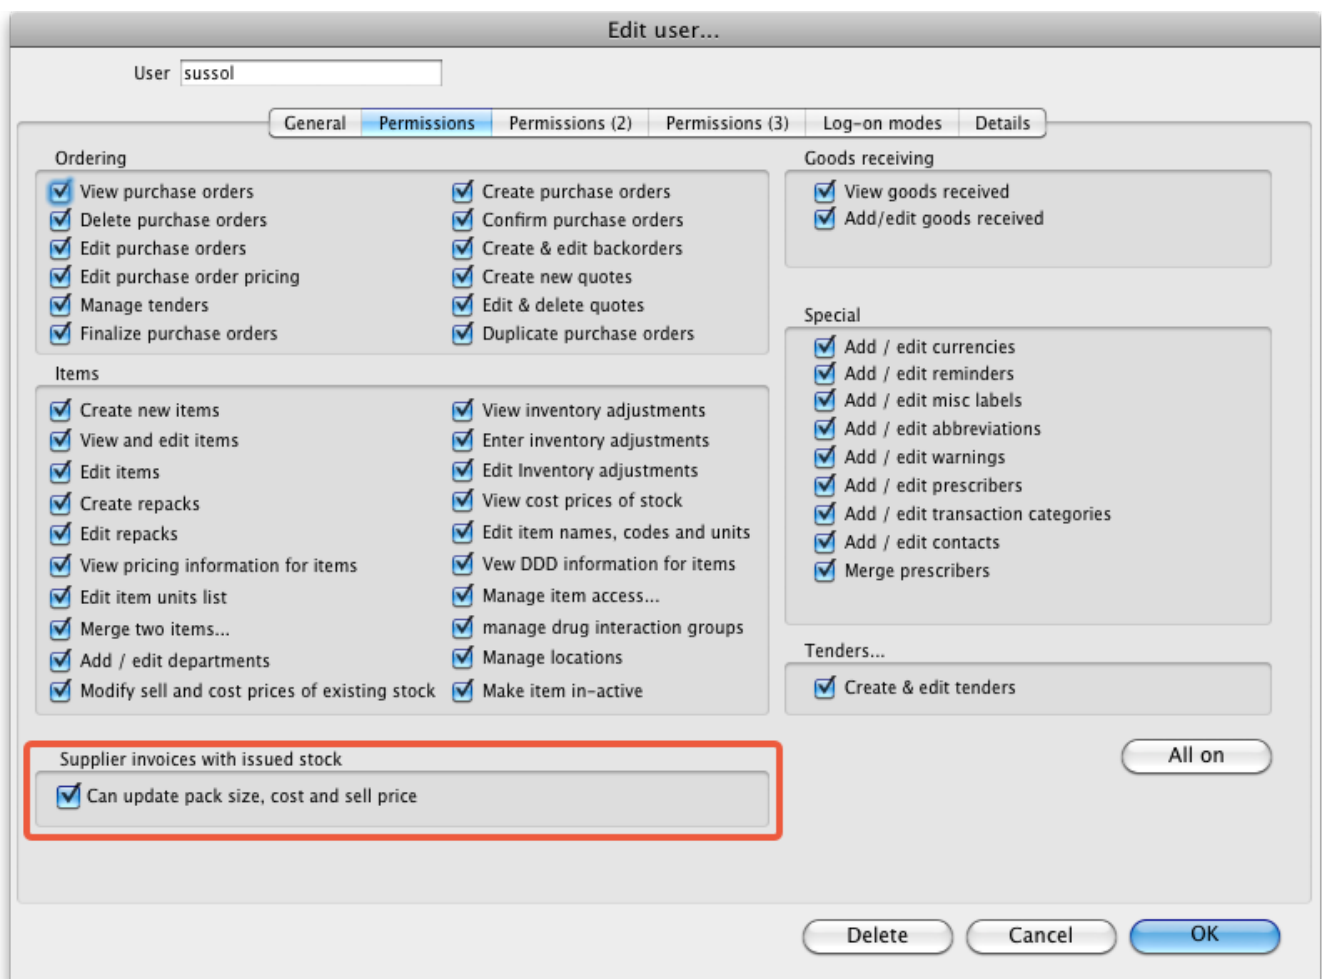 Edit user...
User sussol
General Permissions Permissions (2) Permissions (3) Log-on modes Details
Ordering
View purchase orders
Delete purchase orders
Edit purchase orders
Edit purchase order pricing
Manage tenders
Finalize purchase orders
Create purchase orders
Confirm purchase orders
Create & edit backorders
Create new quotes
Edit & delete quotes
Duplicate purchase orders
Items
Create new items
View and edit items
Edit items
Create repacks
Edit repacks
View pricing information for items
Edit item units list
Merge two items...
Add / edit departments
Modify sell and cost prices of existing stock
View inventory adjustments
Enter inventory adjustments
Edit Inventory adjustments
View cost prices of stock
Edit item names, codes and units
Vew DDD information for items
Manage item access...
manage drug interaction groups
Manage locations
Make item in-active
Supplier invoices with issued stock
Can update pack size, cost and sell price
Goods receiving
View goods received
Add/edit goods received
Special
Add / edit currencies
Add / edit reminders
Add / edit misc labels
Add / edit abbreviations
Add / edit warnings
Add / edit prescribers
Add / edit transaction categories
Add / edit contacts
Merge prescribers
Tenders...
Create & edit tenders
All on
Delete Cancel OK